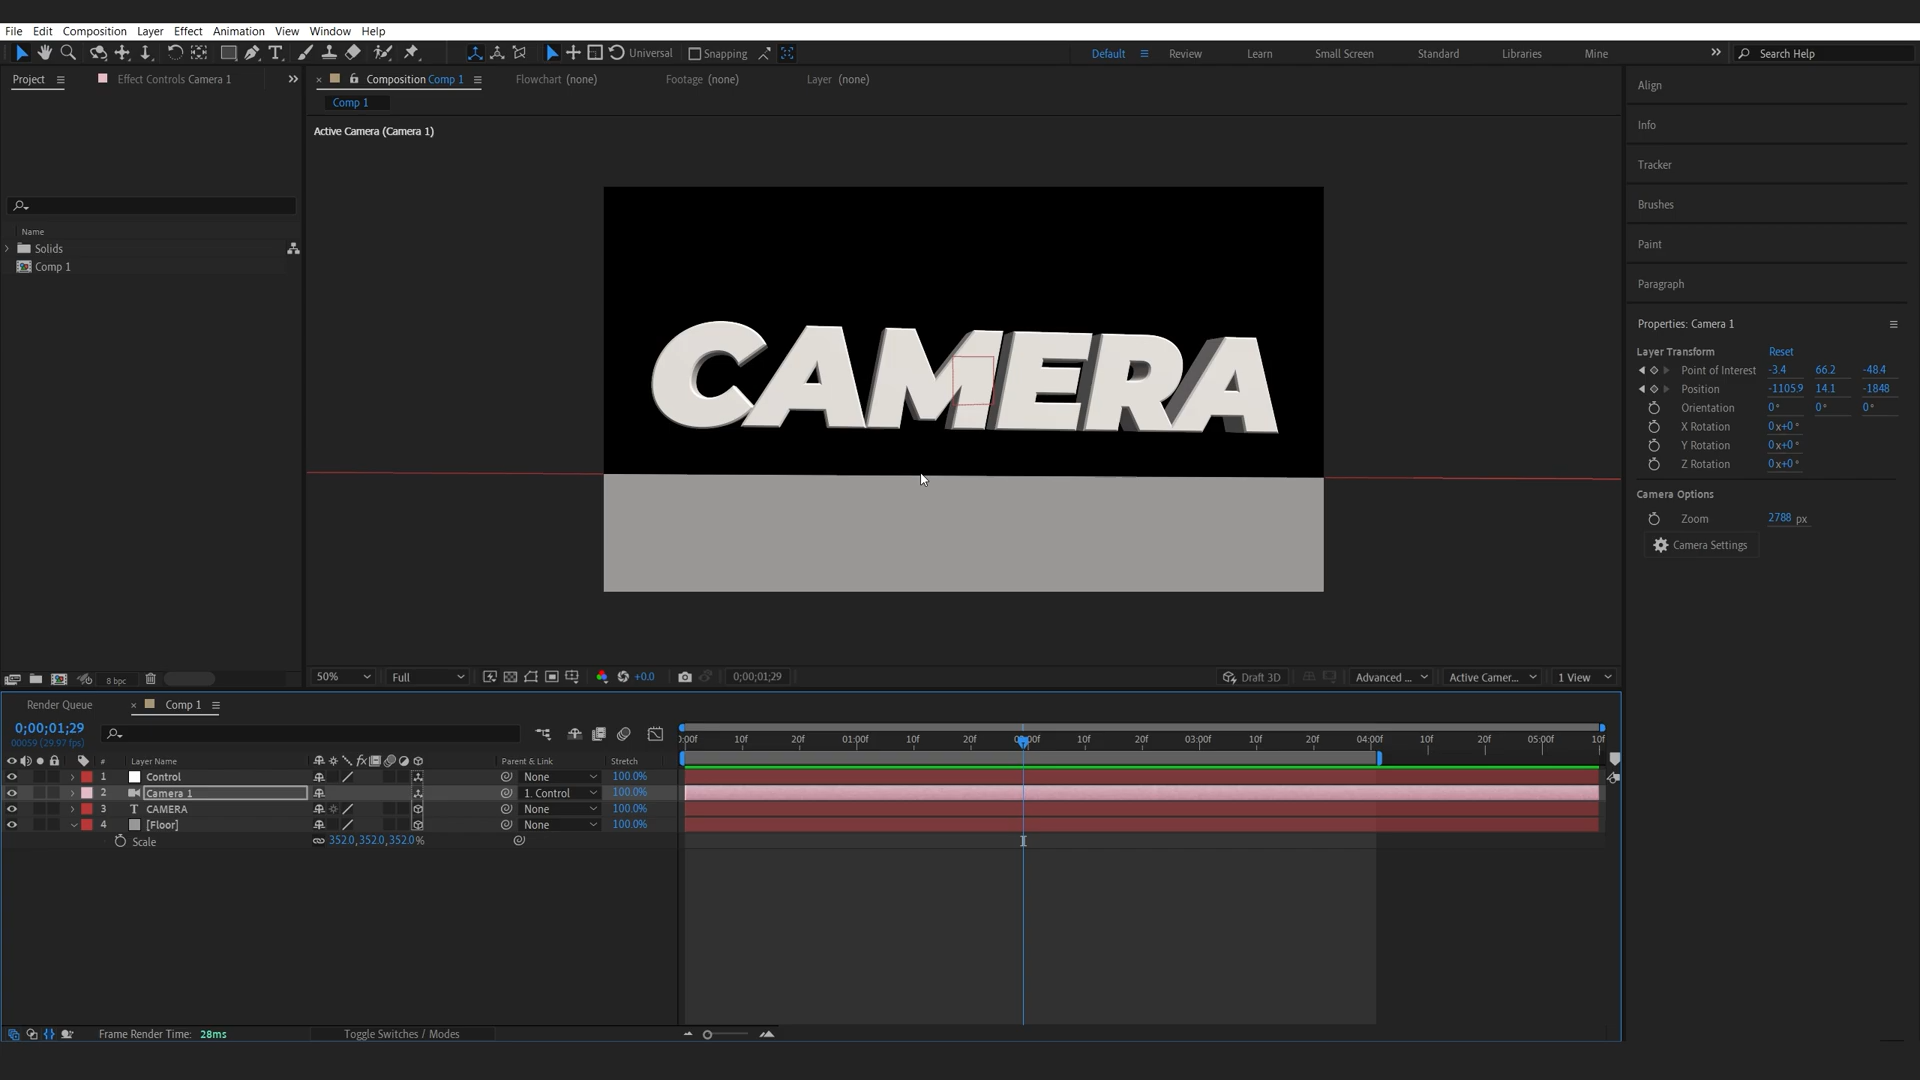 File Edit Composition Layer Effect Animation View Window Help
Universal Snapping Default Review Learn Small Screen Standard Libraries Mine Search Help
Project Effect Controls Camera 1 Composition Comp 1 Flowchart (none) Footage (none) Layer (none)
Comp 1
Active Camera (Camera 1)
Name
Solids
Comp 1
CAMERA
Align
Info
Tracker
Brushes
Paint
Paragraph
Properties: Camera 1
Layer Transform Reset
Point of Interest -3.4 66.2 -48.4
Position -1105.9 14.1 -1848
Orientation 0° 0° 0°
X Rotation 0x+0°
Y Rotation 0x+0°
Z Rotation 0x+0°
Camera Options
Zoom 2788 px
Camera Settings
8 bpc 50% Full +0.0 0;00;01;29 Draft 3D Advanced ... Active Camer... 1 View
Render Queue Comp 1
0;00;01;29
00059 (29.97 fps)
:00f 10f 20f 01:00f 10f 20f 10f 20f 03:00f 10f 20f 04:00f 10f 20f 05:00f 10f
# Layer Name Parent & Link Stretch
1 Control None 100.0%
2 Camera 1 1. Control 100.0%
3 T CAMERA None 100.0%
4 [Floor] None 100.0%
Scale 352.0,352.0,352.0%
Frame Render Time: 28ms Toggle Switches / Modes